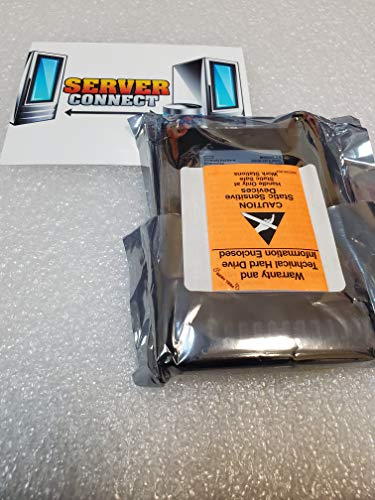 SERVER
CONNECT
Warranty and
Technical Hard Drive
Information Enclosed
CAUTION
Static Sensitive
Devices
Handle Only at
Static Safe
Work Stations